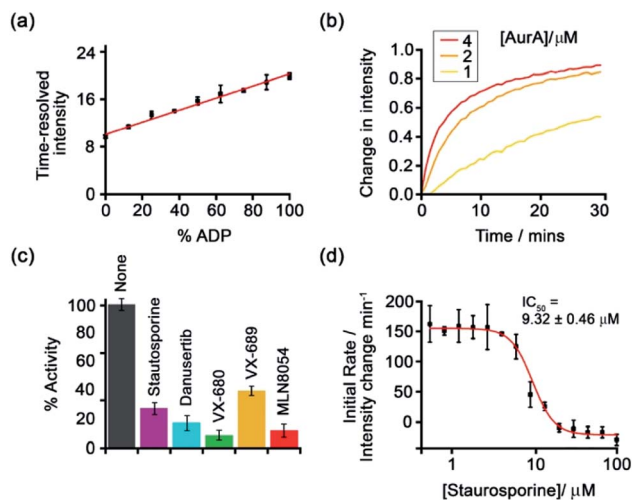 (a)
24
16
8
0
Time-resolved
intensity
0 20 40 60 80 100
% ADP
(b)
[AurA]/μM
4
2
1
1.0
0.8
0.6
0.4
0.2
0.0
Change in intensity
0 10 20 30
Time / mins
(c)
None
Stautosporine
Danusertib
VX-680
VX-689
MLN8054
100
80
60
40
20
0
% Activity
(d)
IC50 =
9.32 ± 0.46 μM
200
150
100
50
150
0
Initial Rate /
Intensity change min-1
1 10 100
[Staurosporine]/ μM